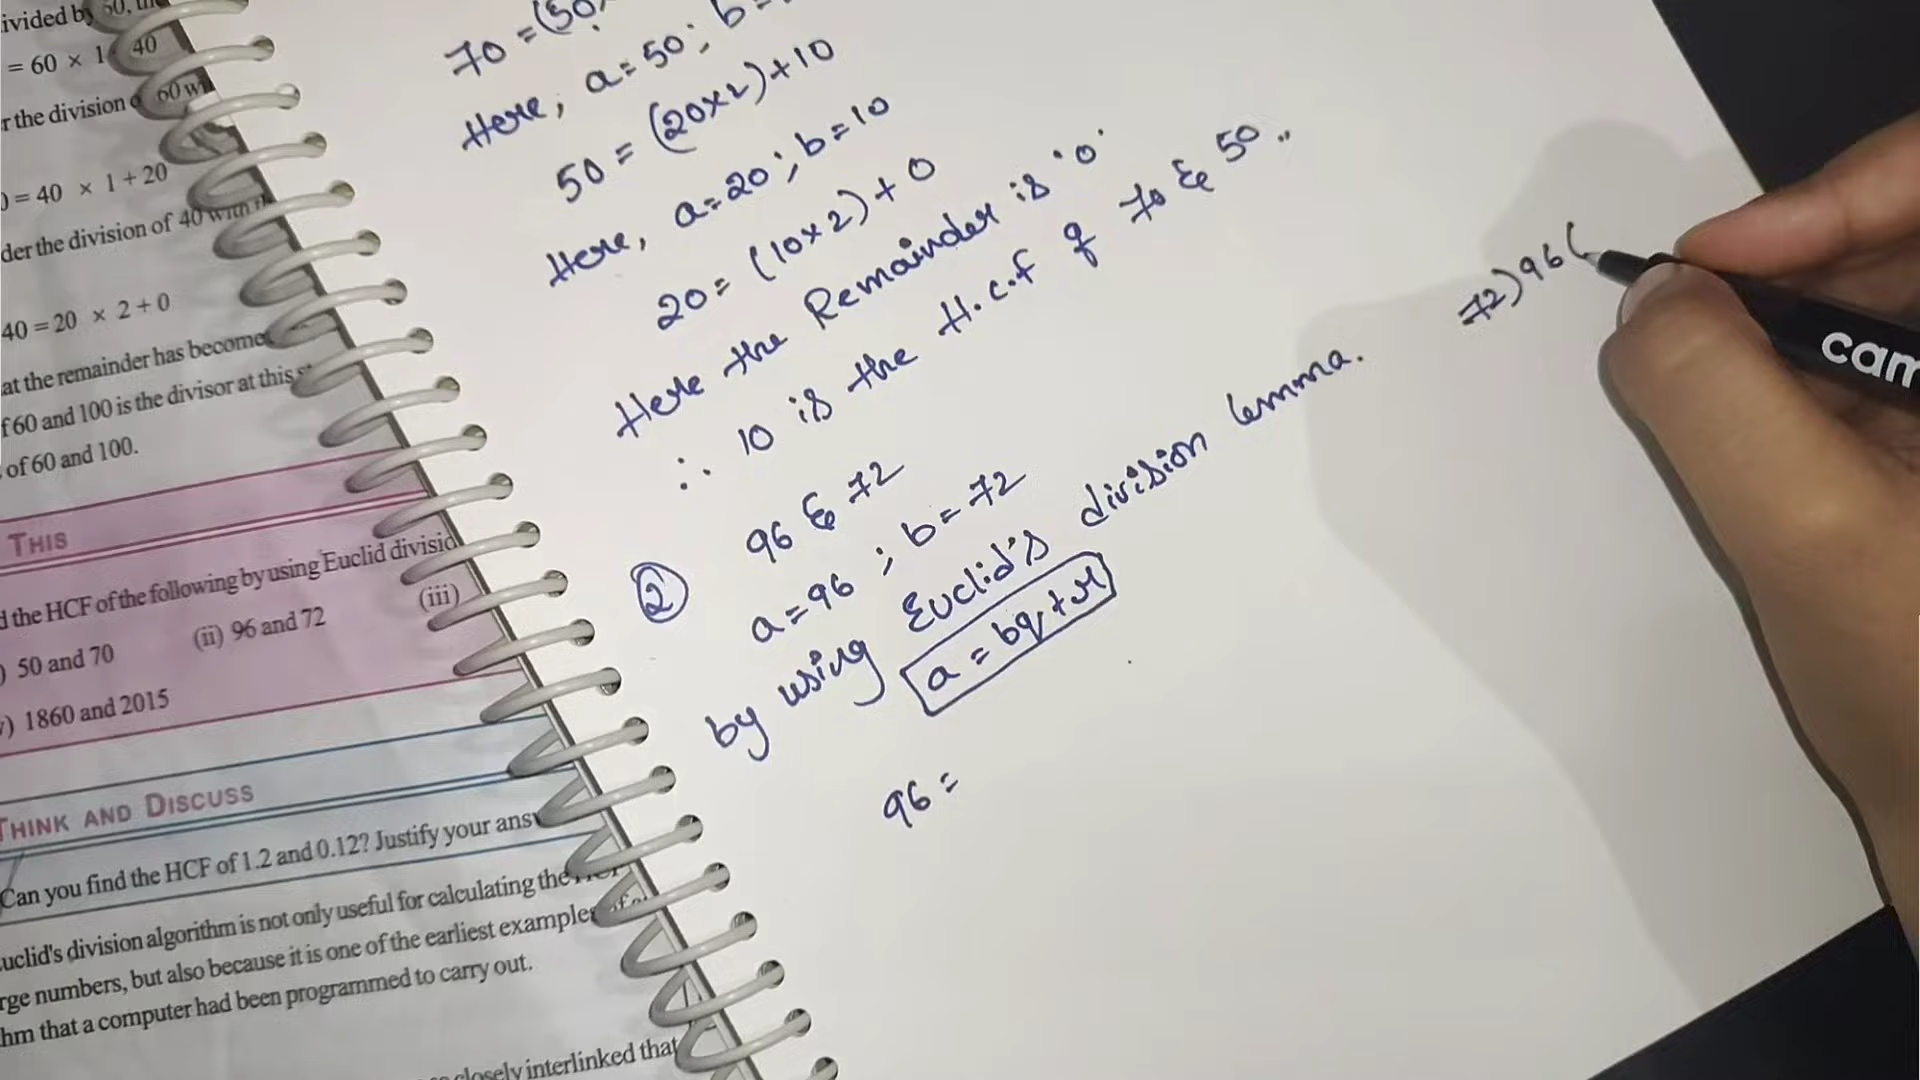 ivided by 50, the
= 60 × 1 40
r the division o 60 wi
0 = 40 × 1 + 20
der the division of 40 with
40 = 20 × 2 + 0
at the remainder has become
f 60 and 100 is the divisor at this
of 60 and 100.
THIS
d the HCF of the following by using Euclid divisio
) 50 and 70 (ii) 96 and 72 (iii)
) 1860 and 2015
THINK AND DISCUSS
Can you find the HCF of 1.2 and 0.12? Justify your ans
uclid's division algorithm is not only useful for calculating the
rge numbers, but also because it is one of the earliest examples of
hm that a computer had been programmed to carry out.
closely interlinked that
70 = (50
Here, a = 50; b =
50 = (20×2)+10
Here, a=20; b=10
20 = (10×2)+0
Here the Remainder is '0'
∴ 10 is the H.c.f of 70 & 50..
② 96 & 72
a=96 ; b=72
by using Euclid's division lemma.
a = bq+r
96 =
72)96(
cam